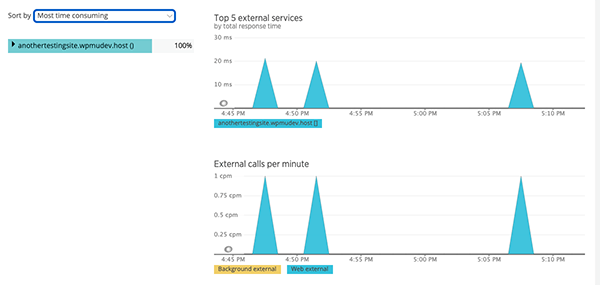 Sort by Most time consuming
anothertestingsite.wpmudev.host () 100%
Top 5 external services
by total response time
30 ms
20 ms
10 ms
4:45 PM 4:50 PM 4:55 PM 5:00 PM 5:05 PM 5:10 PM
anothertestingsite.wpmudev.host ()
External calls per minute
1 cpm
0.75 cpm
0.5 cpm
0.25 cpm
4:45 PM 4:50 PM 4:55 PM 5:00 PM 5:05 PM 5:10 PM
Background external Web external